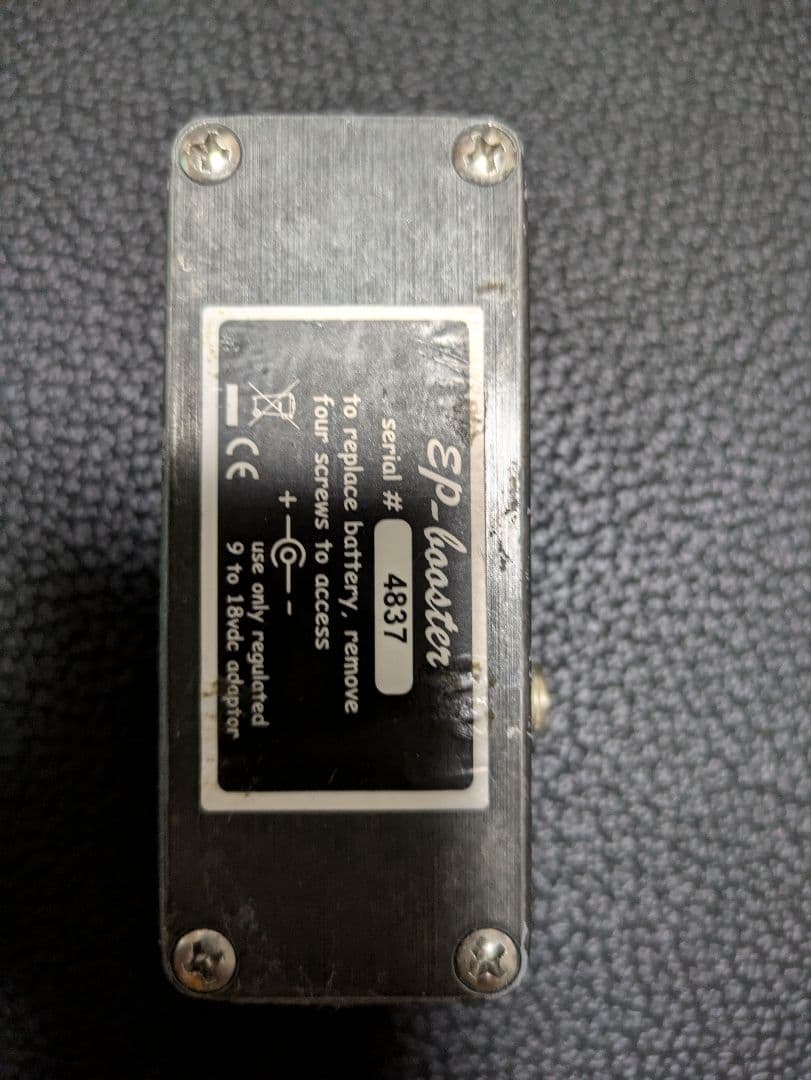 Ep-booster
serial # 4837
to replace battery, remove
four screws to access
+ -
use only regulated
9 to 18vdc adaptor
CE